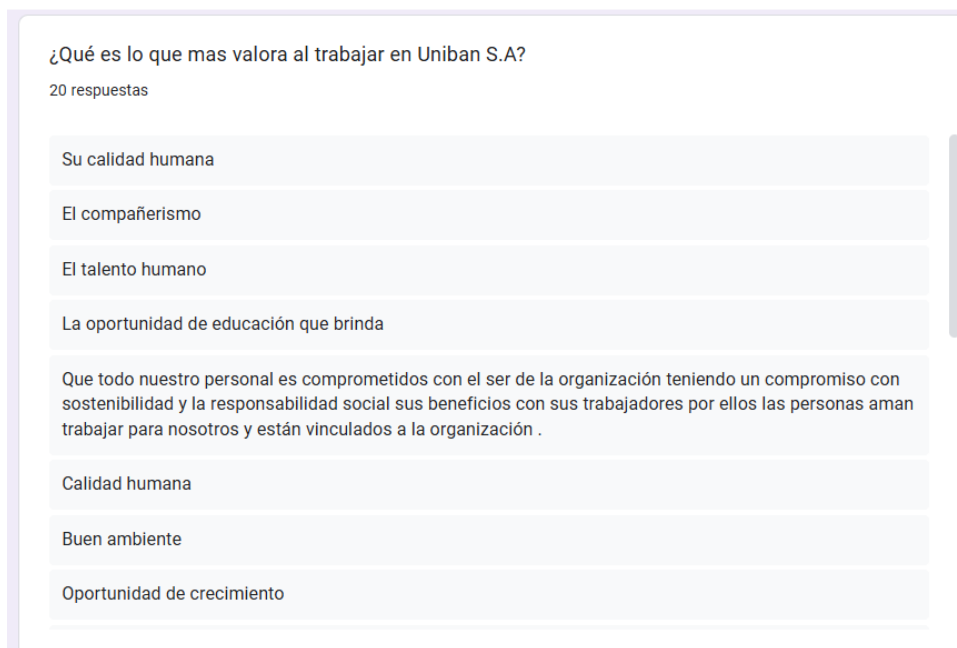 ¿Qué es lo que mas valora al trabajar en Uniban S.A?
20 respuestas
Su calidad humana
El compañerismo
El talento humano
La oportunidad de educación que brinda
Que todo nuestro personal es comprometidos con el ser de la organización teniendo un compromiso con
sostenibilidad y la responsabilidad social sus beneficios con sus trabajadores por ellos las personas aman
trabajar para nosotros y están vinculados a la organización .
Calidad humana
Buen ambiente
Oportunidad de crecimiento